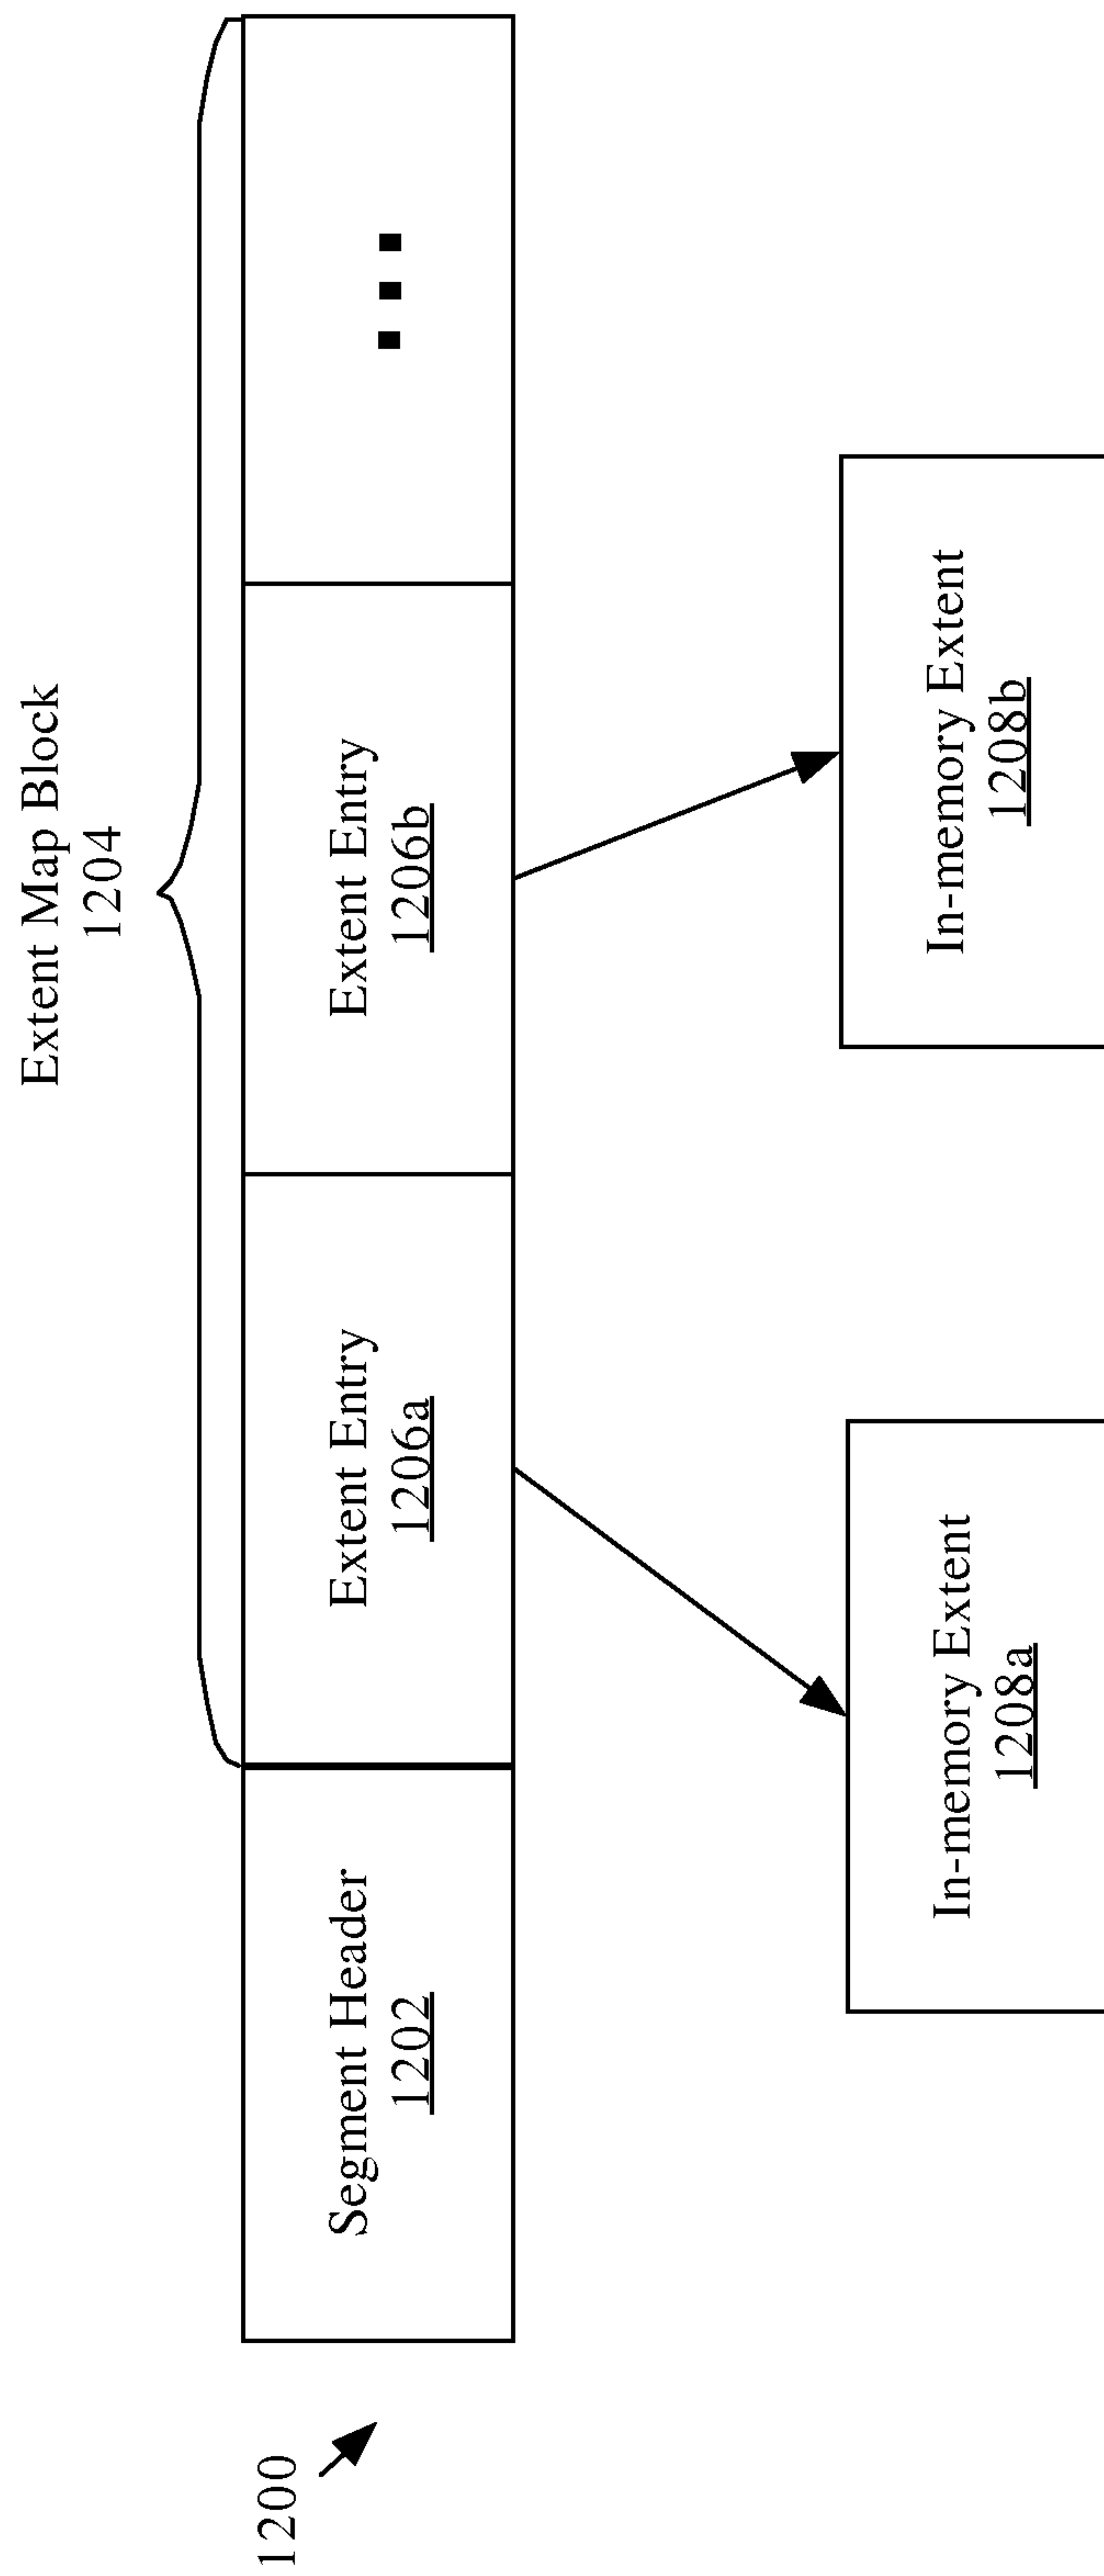 Extent Map Block
1204
1200
Segment Header
1202
Extent Entry
1206a
Extent Entry
1206b
In-memory Extent
1208a
In-memory Extent
1208b